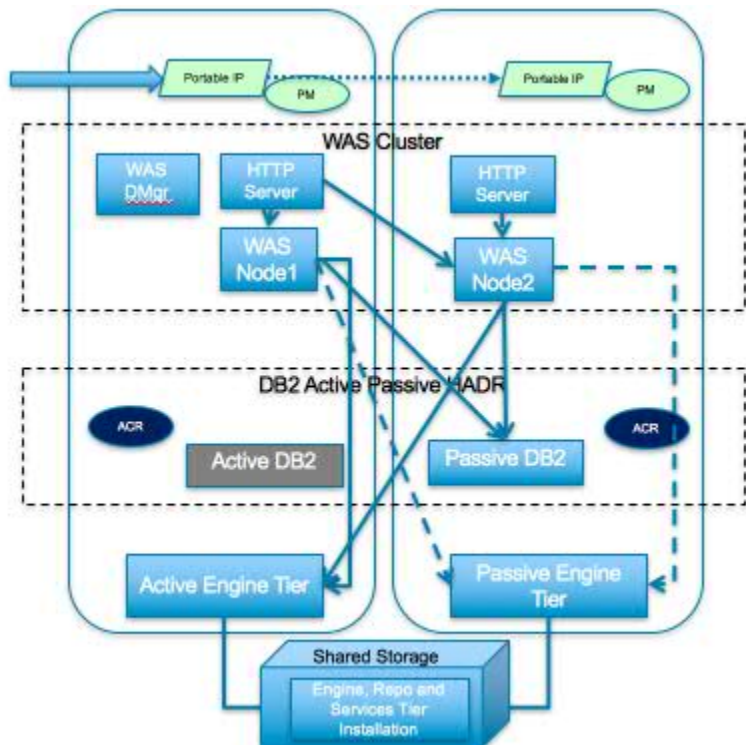 Portable IP
PM
Portable IP
PM
WAS Cluster
WAS
DMgr
HTTP
Server
HTTP
Server
WAS
Node1
WAS
Node2
DB2 Active Passive HADR
ACR
ACR
Active DB2
Passive DB2
Active Engine Tier
Passive Engine
Tier
Shared Storage
Engine, Repo and
Services Tier
Installation